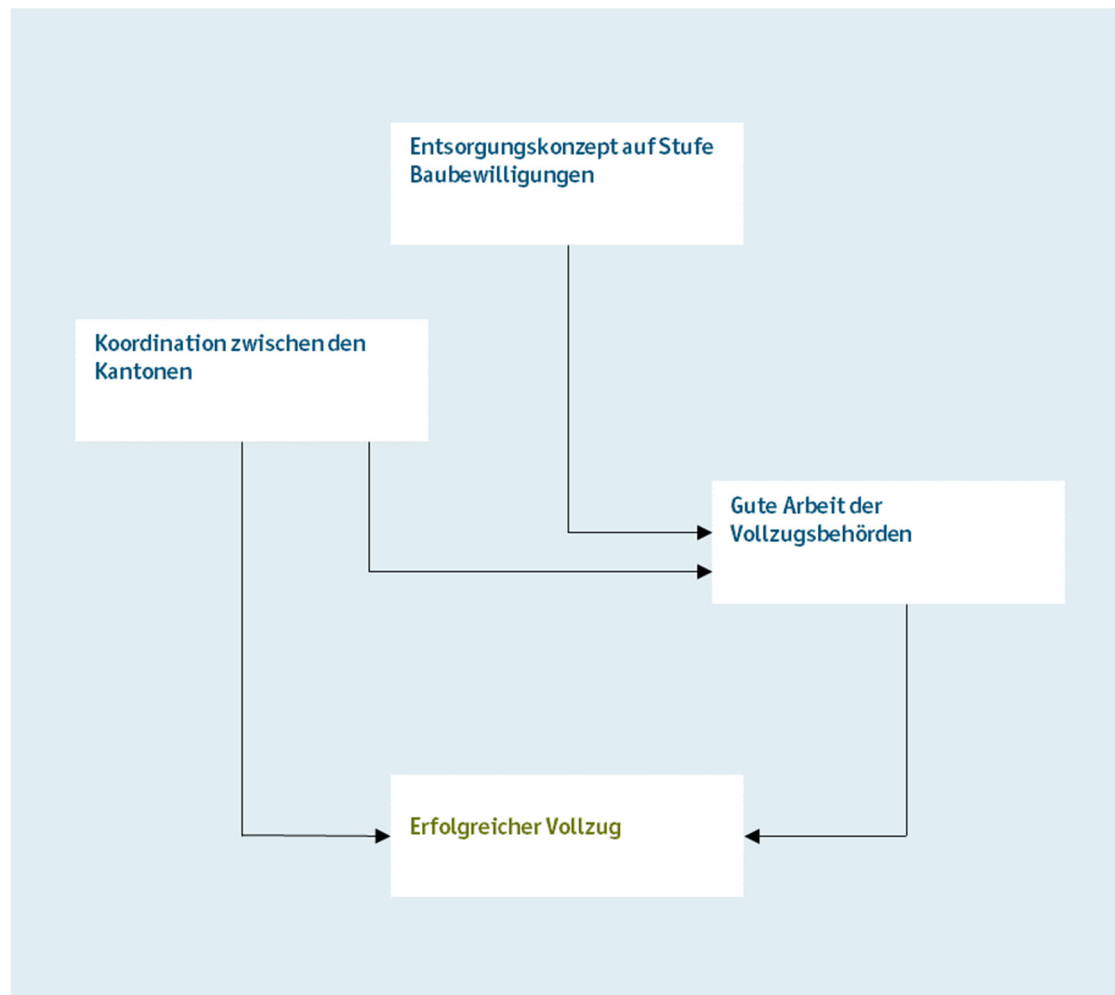 Entsorgungskonzept auf Stufe
Baubewilligungen
Koordination zwischen den
Kantonen
Gute Arbeit der
Vollzugsbehörden
Erfolgreicher Vollzug